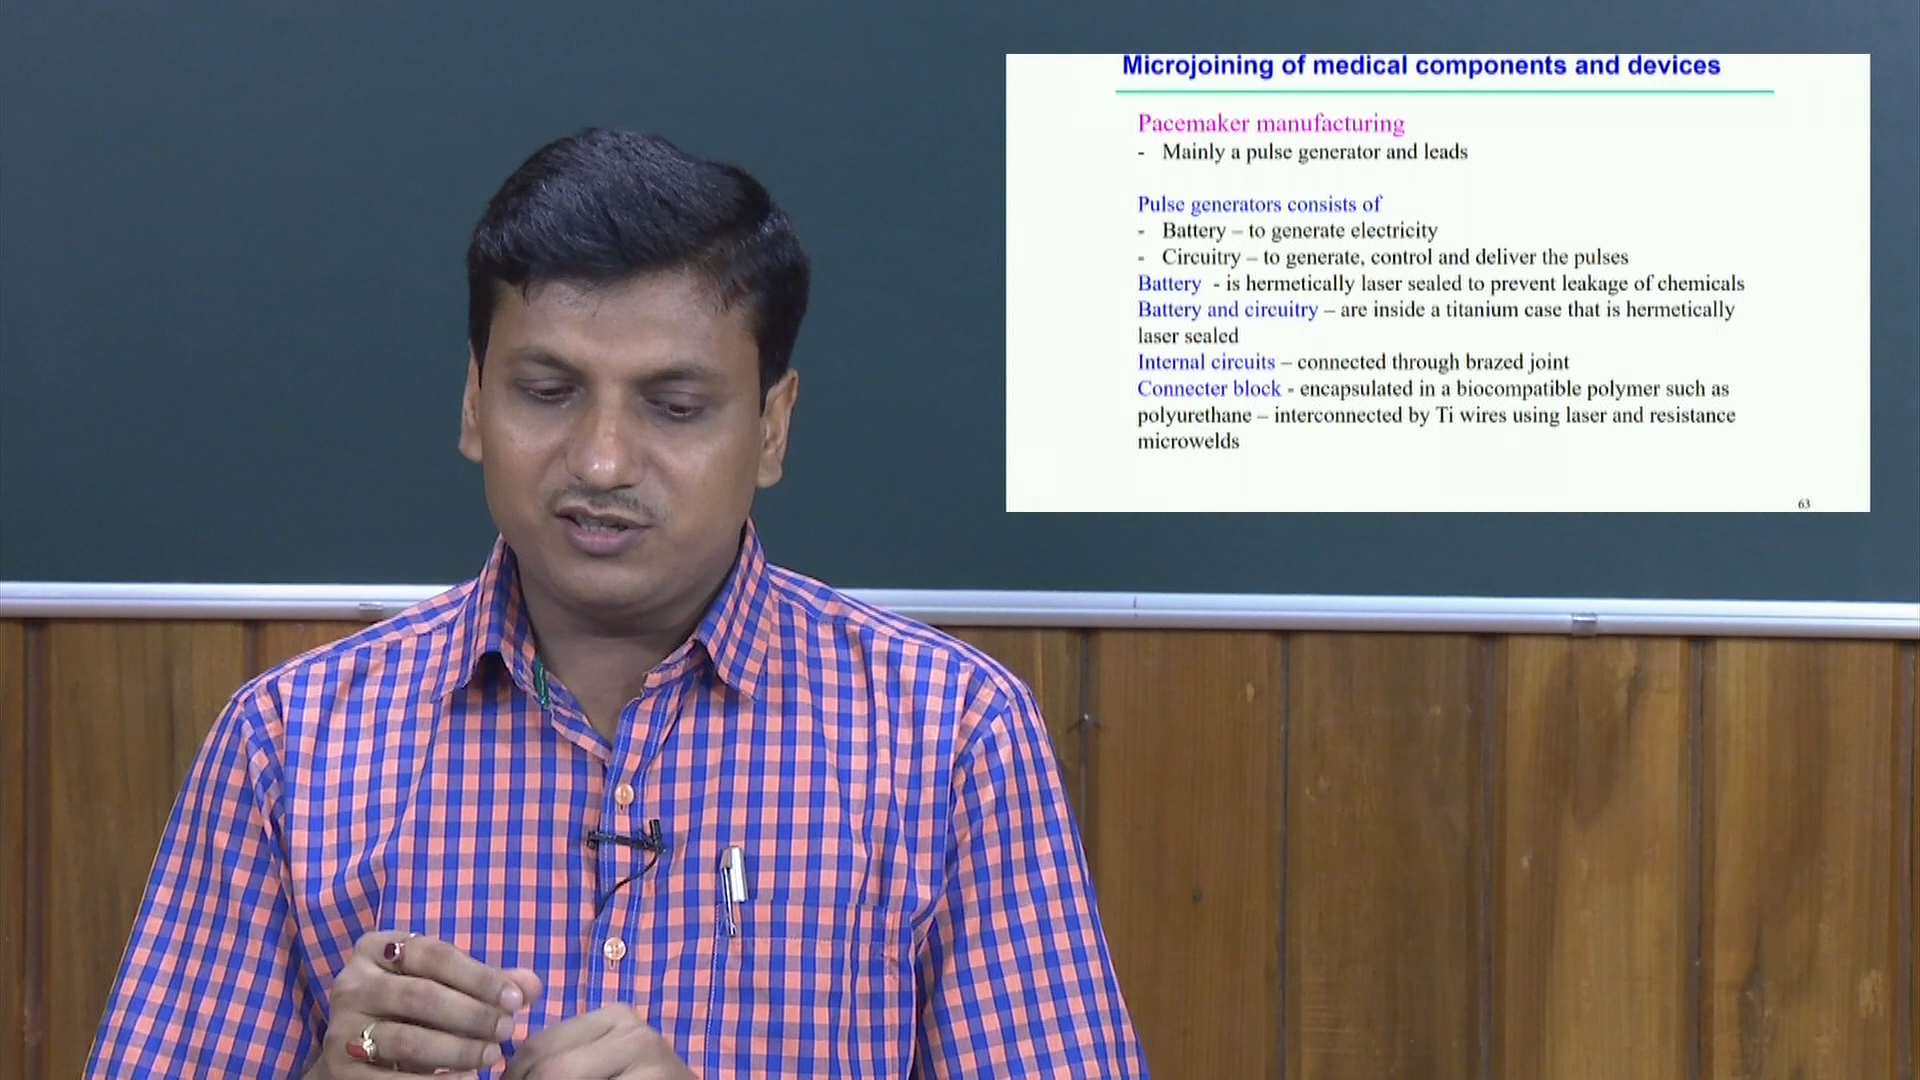 Microjoining of medical components and devices
Pacemaker manufacturing
- Mainly a pulse generator and leads
Pulse generators consists of
- Battery – to generate electricity
- Circuitry – to generate, control and deliver the pulses
Battery - is hermetically laser sealed to prevent leakage of chemicals
Battery and circuitry – are inside a titanium case that is hermetically
laser sealed
Internal circuits – connected through brazed joint
Connecter block - encapsulated in a biocompatible polymer such as
polyurethane – interconnected by Ti wires using laser and resistance
microwelds
63